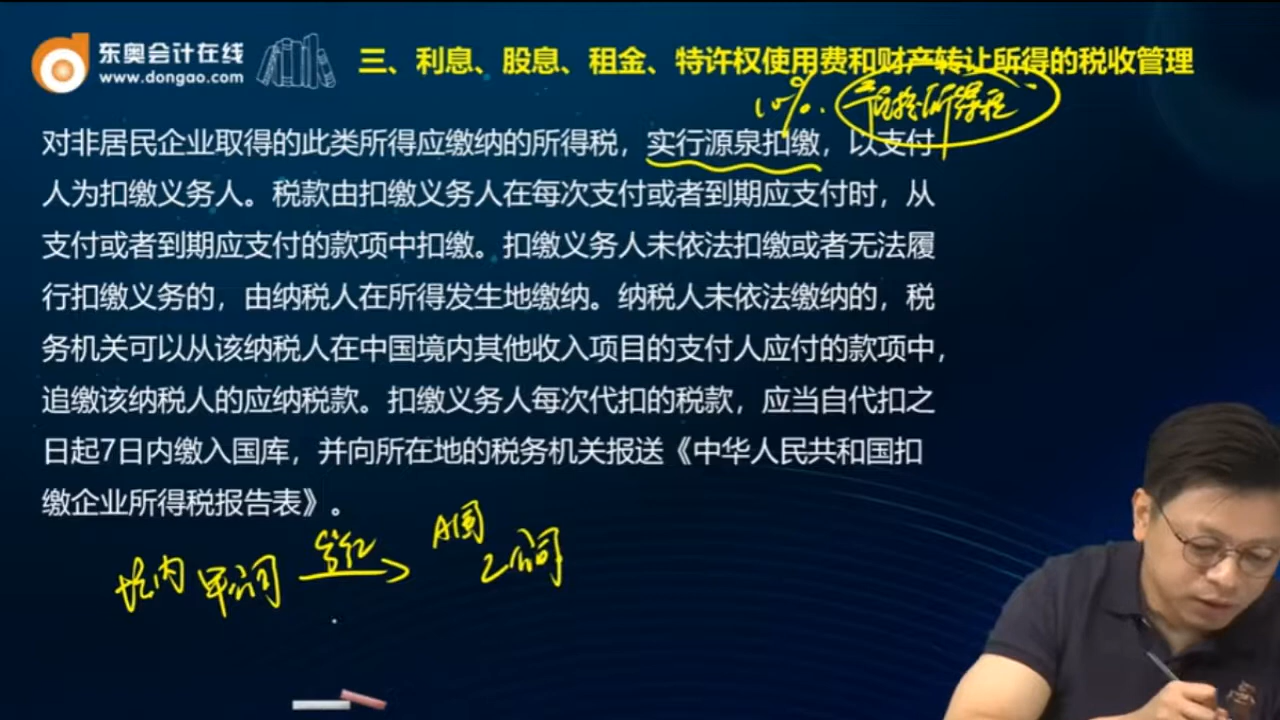 东奥会计在线
www.dongao.com
三、利息、股息、租金、特许权使用费和财产转让所得的税收管理
10%. 预提所得税
对非居民企业取得的此类所得应缴纳的所得税，实行源泉扣缴，以支付
人为扣缴义务人。税款由扣缴义务人在每次支付或者到期应支付时，从
支付或者到期应支付的款项中扣缴。扣缴义务人未依法扣缴或者无法履
行扣缴义务的，由纳税人在所得发生地缴纳。纳税人未依法缴纳的，税
务机关可以从该纳税人在中国境内其他收入项目的支付人应付的款项中，
追缴该纳税人的应纳税款。扣缴义务人每次代扣的税款，应当自代扣之
日起7日内缴入国库，并向所在地的税务机关报送《中华人民共和国扣
缴企业所得税报告表》。
A国
境内 甲公司 分红 乙公司